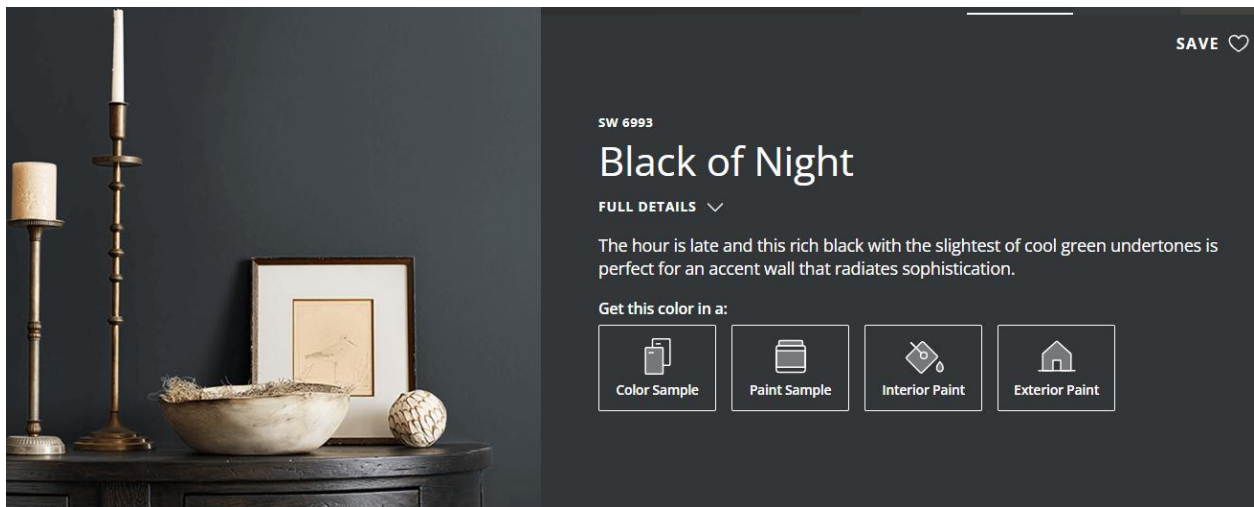 SAVE
SW 6993
Black of Night
FULL DETAILS
The hour is late and this rich black with the slightest of cool green undertones is
perfect for an accent wall that radiates sophistication.
Get this color in a:
Color Sample
Paint Sample
Interior Paint
Exterior Paint